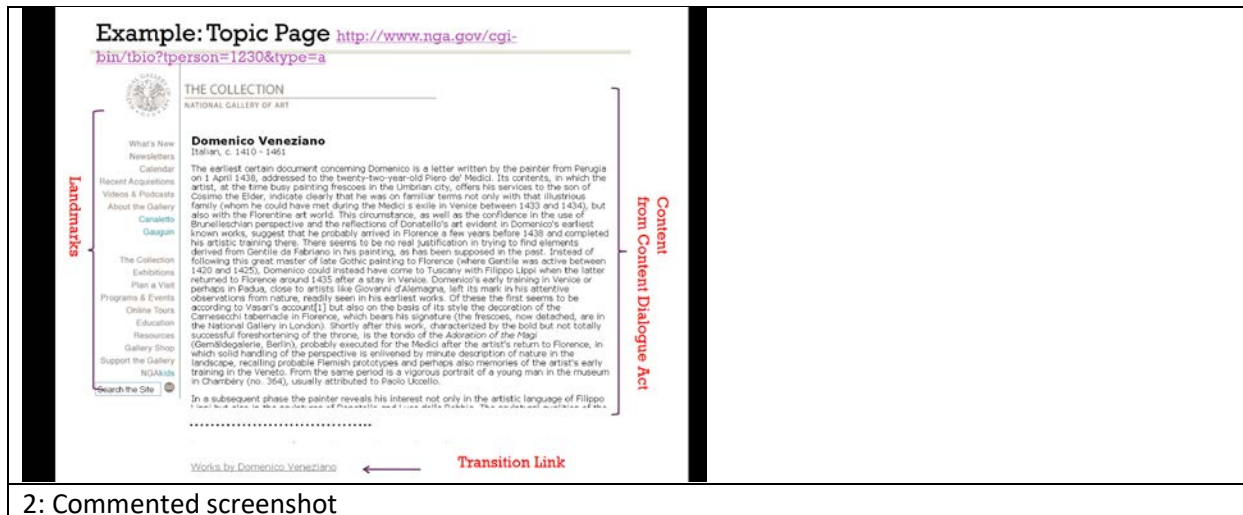 Example: Topic Page http://www.nga.gov/cgi-
bin/tbio?tperson=1230&type=a
THE COLLECTION
NATIONAL GALLERY OF ART
Landmarks
What's New
Newsletters
Calendar
Recent Acquisitions
Videos & Podcasts
About the Gallery
Canaletto
Gauguin
The Collection
Exhibitions
Plan a Visit
Programs & Events
Online Tours
Education
Resources
Gallery Shop
Support the Gallery
NGAkids
Search the Site
Domenico Veneziano
Italian, c. 1410 - 1461
The earliest certain document concerning Domenico is a letter written by the painter from Perugia
on 1 April 1438, addressed to the twenty-two-year-old Piero de' Medici. Its contents, in which the
artist, at the time busy painting frescoes in the Umbrian city, offers his services to the son of
Cosimo the Elder, indicate clearly that he was on familiar terms not only with that illustrious
family (whom he could have met during the Medici s exile in Venice between 1433 and 1434), but
also with the Florentine art world. This circumstance, as well as the confidence in the use of
Brunelleschian perspective and the reflections of Donatello's art evident in Domenico's earliest
known works, suggest that he probably arrived in Florence a few years before 1438 and completed
his artistic training there. There seems to be no real justification in trying to find elements
derived from Gentile da Fabriano in his painting, as has been supposed in the past. Instead of
following this great master of late Gothic painting to Florence (where Gentile was active between
1420 and 1425), Domenico could instead have come to Tuscany with Filippo Lippi when the latter
returned to Florence around 1435 after a stay in Venice. Domenico's early training in Venice or
perhaps in Padua, close to artists like Giovanni d'Alemagna, left its mark in his attentive
observations from nature, readily seen in his earliest works. Of these the first seems to be
according to Vasari's account[1] but also on the basis of its style the decoration of the
Carnesecchi tabernacle in Florence, which bears his signature (the frescoes, now detached, are in
the National Gallery in London). Shortly after this work, characterized by the bold but not totally
successful foreshortening of the throne, is the tondo of the Adoration of the Magi
(Gemäldegalerie, Berlin), probably executed for the Medici after the artist's return to Florence, in
which solid handling of the perspective is enlivened by minute description of nature in the
landscape, recalling probable Flemish prototypes and perhaps also memories of the artist's early
training in the Veneto. From the same period is a vigorous portrait of a young man in the museum
in Chambéry (no. 364), usually attributed to Paolo Uccello.
In a subsequent phase the painter reveals his interest not only in the artistic language of Filippo
Content
from Content Dialogue Act
Works by Domenico Veneziano
Transition Link
2: Commented screenshot